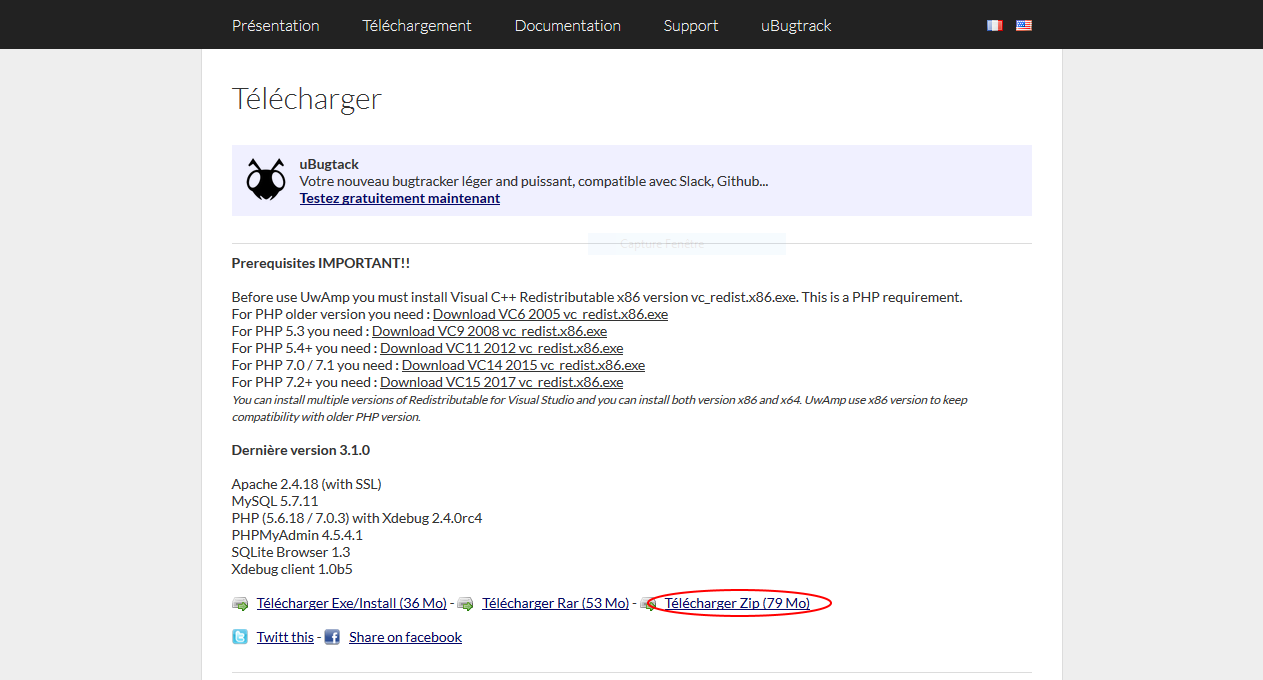 Présentation Téléchargement Documentation Support uBugtrack
Télécharger
uBugtack
Votre nouveau bugtracker léger and puissant, compatible avec Slack, Github...
Testez gratuitement maintenant
Capture Fenêtre
Prerequisites IMPORTANT!!
Before use UwAmp you must install Visual C++ Redistributable x86 version vc_redist.x86.exe. This is a PHP requirement.
For PHP older version you need : Download VC6 2005 vc_redist.x86.exe
For PHP 5.3 you need : Download VC9 2008 vc_redist.x86.exe
For PHP 5.4+ you need : Download VC11 2012 vc_redist.x86.exe
For PHP 7.0 / 7.1 you need : Download VC14 2015 vc_redist.x86.exe
For PHP 7.2+ you need : Download VC15 2017 vc_redist.x86.exe
You can install multiple versions of Redistributable for Visual Studio and you can install both version x86 and x64. UwAmp use x86 version to keep
compatibility with older PHP version.
Dernière version 3.1.0
Apache 2.4.18 (with SSL)
MySQL 5.7.11
PHP (5.6.18 / 7.0.3) with Xdebug 2.4.0rc4
PHPMyAdmin 4.5.4.1
SQLite Browser 1.3
Xdebug client 1.0b5
Télécharger Exe/Install (36 Mo) - Télécharger Rar (53 Mo) - Télécharger Zip (79 Mo)
Twitt this - Share on facebook